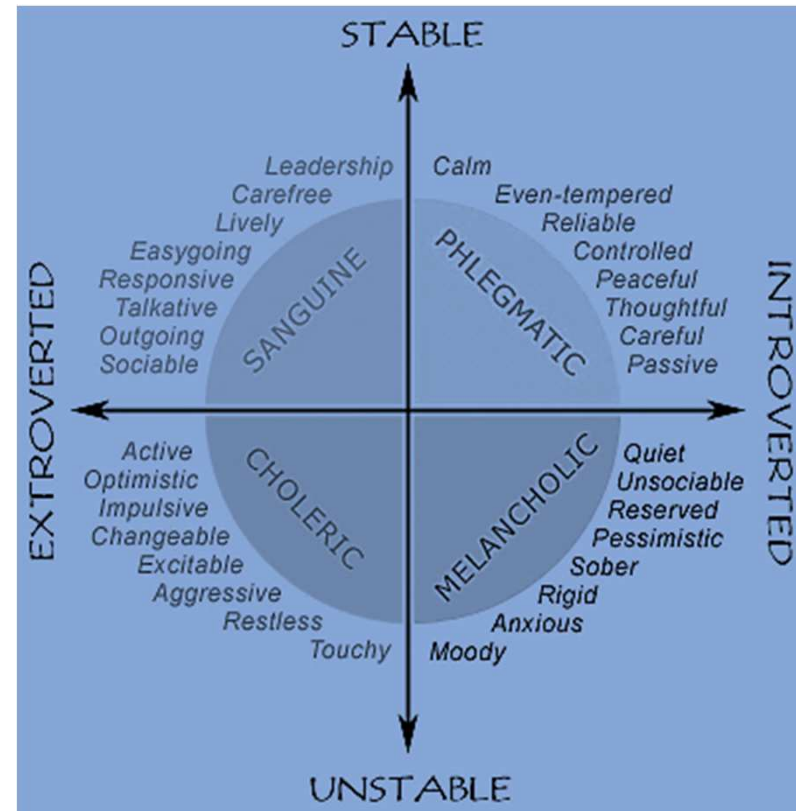 STABLE
Leadership
Carefree
Lively
Easygoing
Responsive
Talkative
Outgoing
Sociable
SANGUINE
Calm
Even-tempered
Reliable
Controlled
Peaceful
Thoughtful
Careful
Passive
PHLEGMATIC
EXTROVERTED
INTROVERTED
Active
Optimistic
Impulsive
Changeable
Excitable
Aggressive
Restless
Touchy
CHOLERIC
Quiet
Unsociable
Reserved
Pessimistic
Sober
Rigid
Anxious
Moody
MELANCHOLIC
UNSTABLE